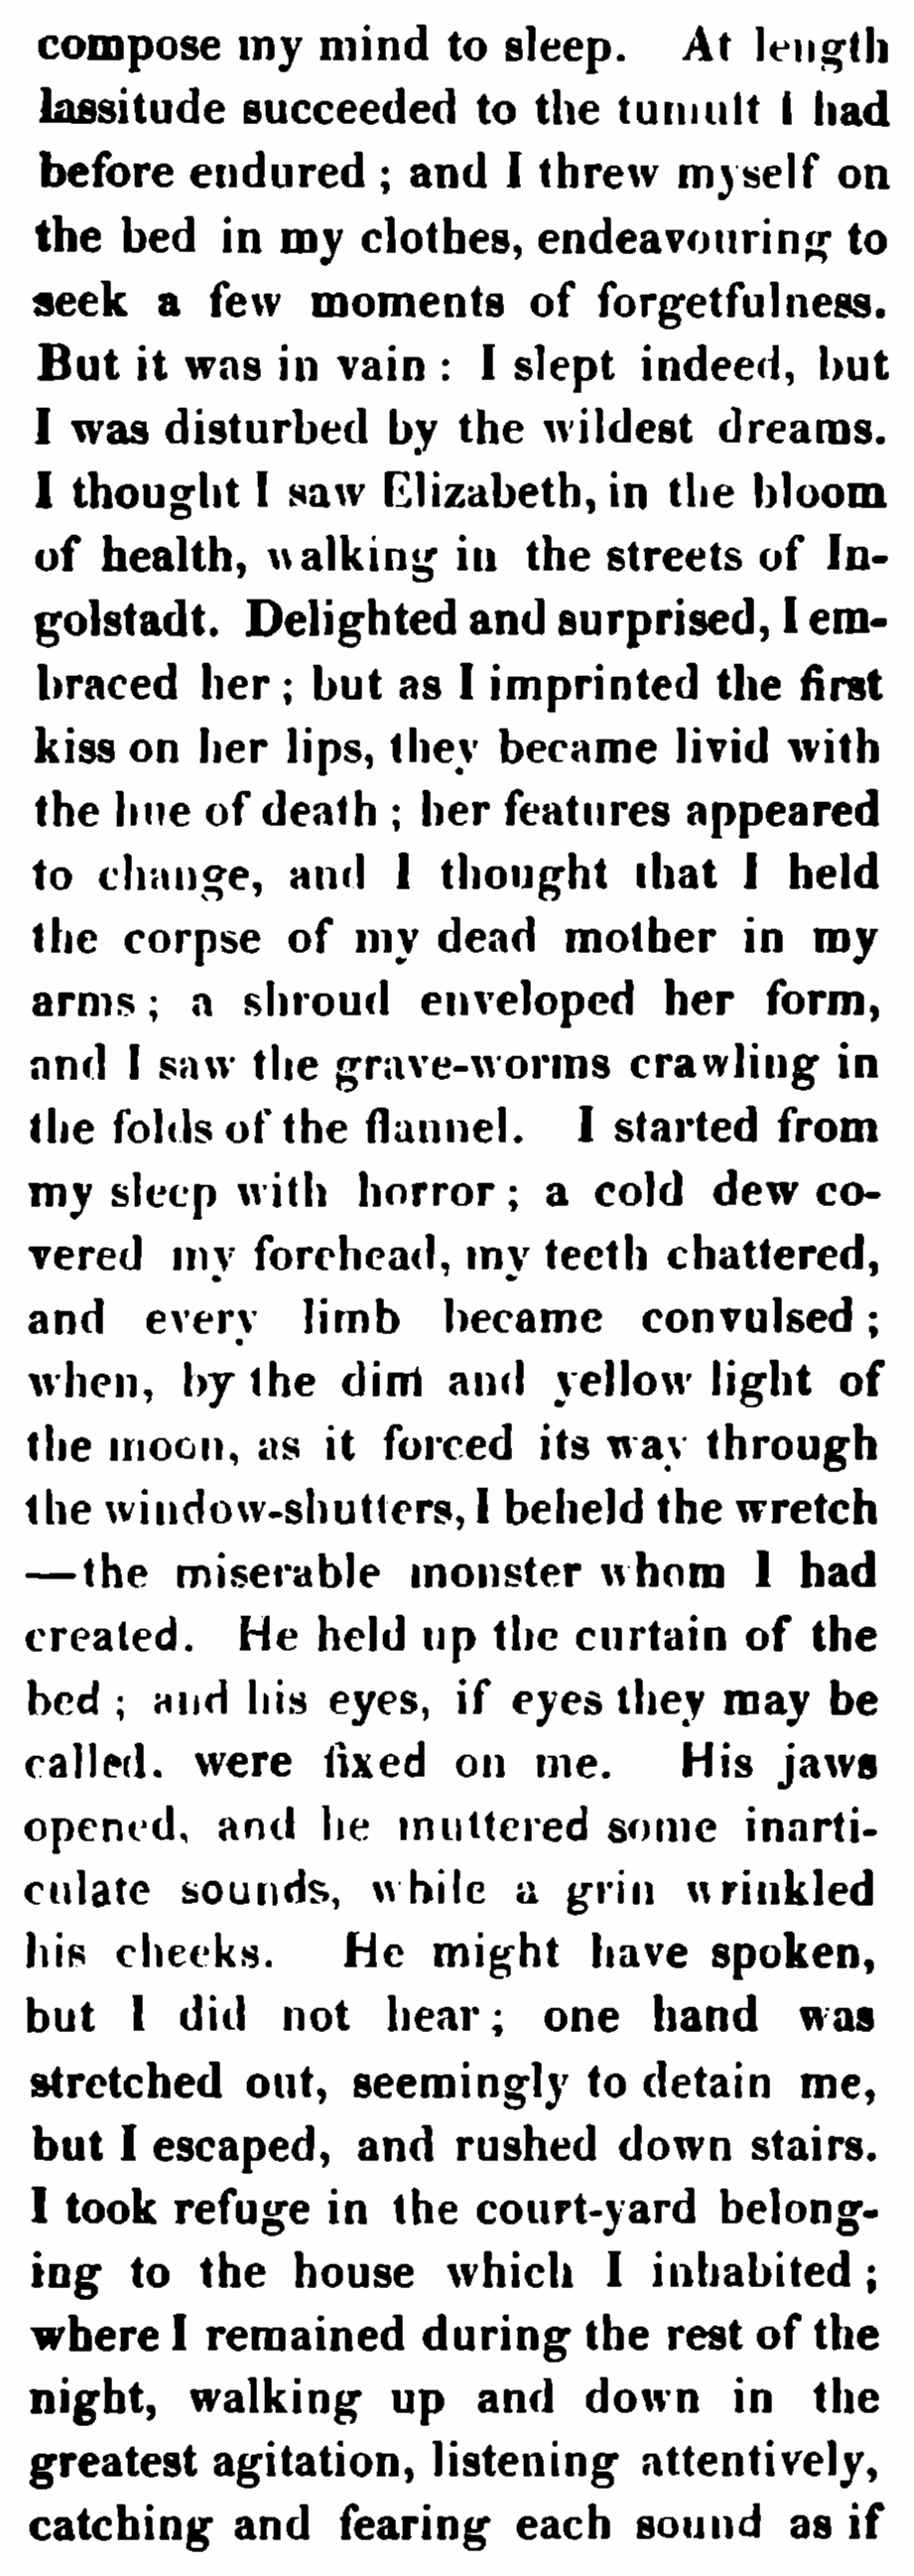 compose my mind to sleep. At length
lassitude succeeded to the tumult I had
before endured ; and I threw myself on
the bed in my clothes, endeavouring to
seek a few moments of forgetfulness.
But it was in vain : I slept indeed, but
I was disturbed by the wildest dreams.
I thought I saw Elizabeth, in the bloom
of health, walking in the streets of In-
golstadt. Delighted and surprised, I em-
braced her ; but as I imprinted the first
kiss on her lips, they became livid with
the hue of death ; her features appeared
to change, and I thought that I held
the corpse of my dead mother in my
arms ; a shroud enveloped her form,
and I saw the grave-worms crawling in
the folds of the flannel. I started from
my sleep with horror ; a cold dew co-
vered my forehead, my teeth chattered,
and every limb became convulsed ;
when, by the dim and yellow light of
the moon, as it forced its way through
the window-shutters, I beheld the wretch
—the miserable monster whom I had
created. He held up the curtain of the
bed ; and his eyes, if eyes they may be
called. were fixed on me. His jaws
opened, and he muttered some inarti-
culate sounds, while a grin wrinkled
his cheeks. He might have spoken,
but I did not hear ; one hand was
stretched out, seemingly to detain me,
but I escaped, and rushed down stairs.
I took refuge in the court-yard belong-
ing to the house which I inhabited ;
where I remained during the rest of the
night, walking up and down in the
greatest agitation, listening attentively,
catching and fearing each sound as if